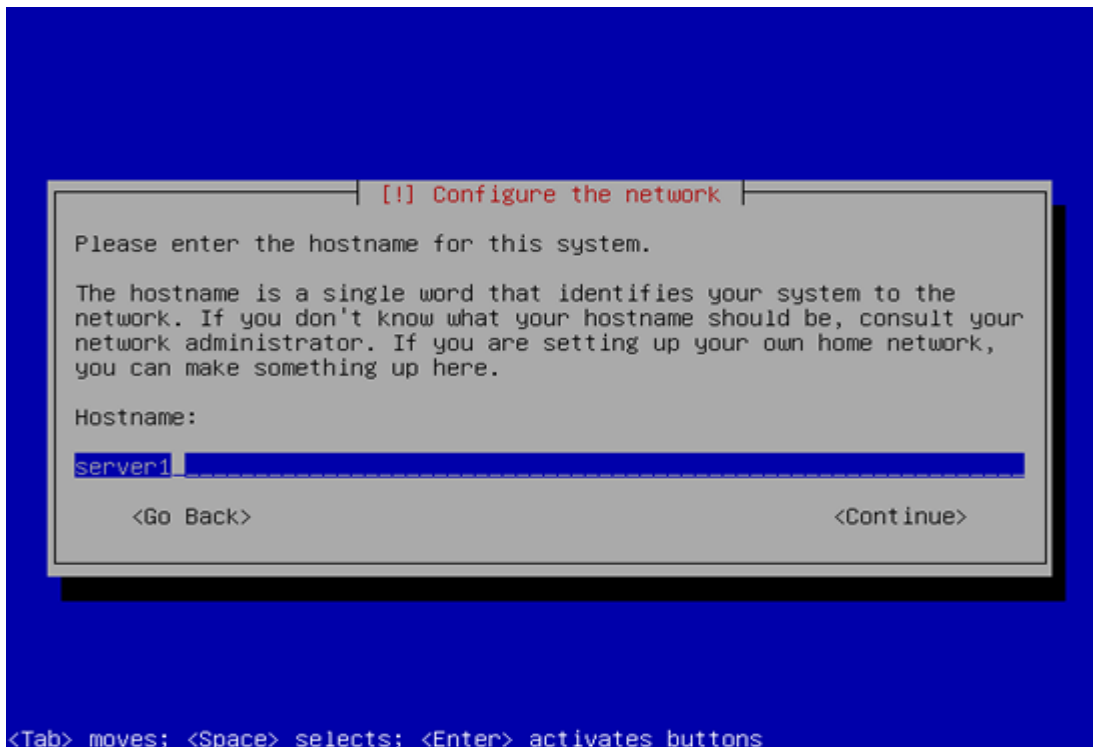 [!] Configure the network
Please enter the hostname for this system.
The hostname is a single word that identifies your system to the
network. If you don't know what your hostname should be, consult your
network administrator. If you are setting up your own home network,
you can make something up here.
Hostname:
server1
<Go Back> <Continue>
<Tab> moves; <Space> selects; <Enter> activates buttons